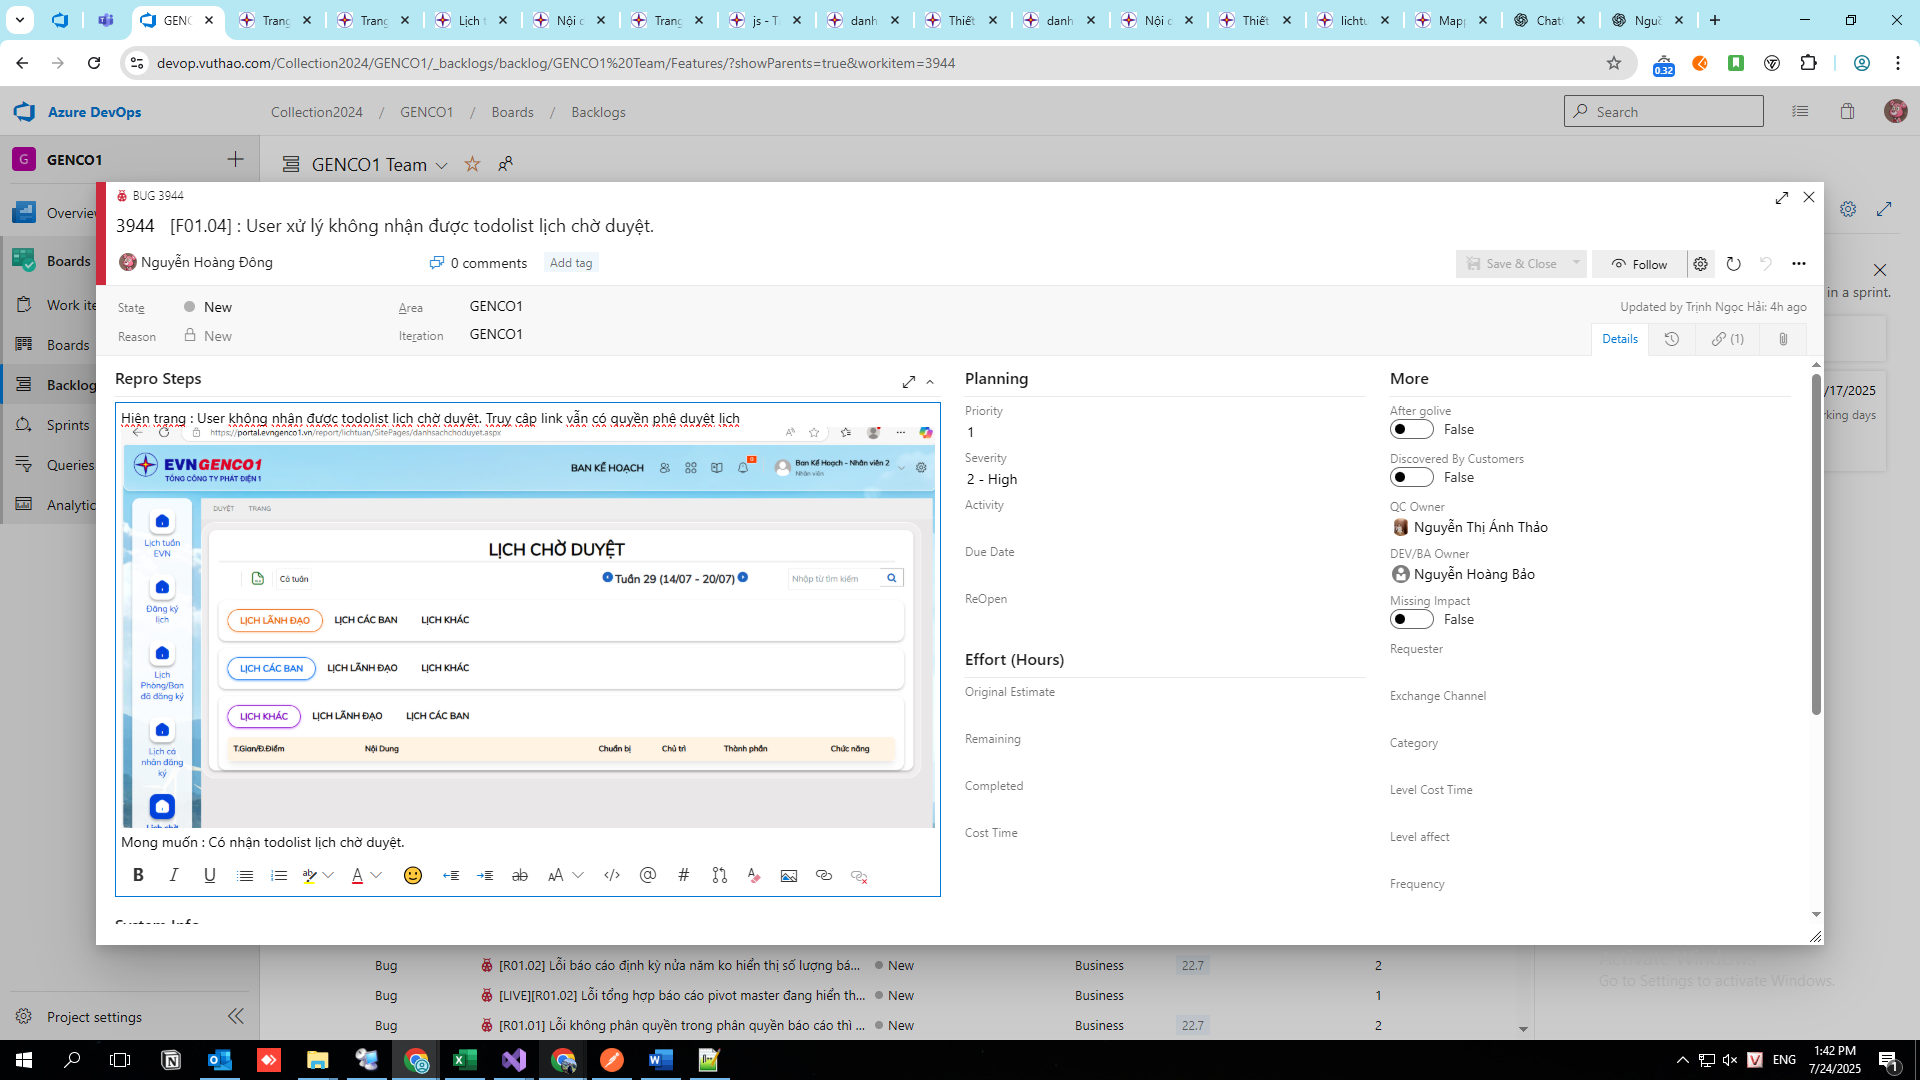 GENC
Trang
Trang
Lịch t
Nội d
Trang
js - T
danh
Thiết
danh
Nội d
Thiết
lichtu
Map
Chat
Nguồ
devop.vuthao.com/Collection2024/GENCO1/_backlogs/backlog/GENCO1%20Team/Features/?showParents=true&workitem=3944
0.32
Azure DevOps
Collection2024 / GENCO1 / Boards / Backlogs
Search
G GENCO1
GENCO1 Team
Overview
Boards
Work ite
Boards
Backlog
Sprints
Queries
Analytic
Project settings
in a sprint.
/17/2025
rking days
BUG 3944
3944 [F01.04] : User xử lý không nhận được todolist lịch chờ duyệt.
Nguyễn Hoàng Đông
0 comments
Add tag
Save & Close
Follow
State
New
Area
GENCO1
Updated by Trịnh Ngọc Hải: 4h ago
Reason
New
Iteration
GENCO1
Details
(1)
Repro Steps
Hiện trạng : User không nhận được todolist lịch chờ duyệt. Truy cập link vẫn có quyền phê duyệt lịch
https://portal.evngenco1.vn/report/lichtuan/SitePages/danhsachchoduyet.aspx
EVNGENCO1
TỔNG CÔNG TY PHÁT ĐIỆN 1
BAN KẾ HOẠCH
0
Ban Kế Hoạch - Nhân viên 2
Nhân viên
DUYỆT TRANG
Lịch tuần
EVN
Đăng ký
lịch
Lịch
Phòng/Ban
đã đăng ký
Lịch cá
nhân đăng
ký
Lịch chờ
LỊCH CHỜ DUYỆT
Cả tuần
Tuần 29 (14/07 - 20/07)
Nhập từ tìm kiếm
LỊCH LÃNH ĐẠO LỊCH CÁC BAN LỊCH KHÁC
LỊCH CÁC BAN LỊCH LÃNH ĐẠO LỊCH KHÁC
LỊCH KHÁC LỊCH LÃNH ĐẠO LỊCH CÁC BAN
T.Gian/Đ.Điểm Nội Dung Chuẩn bị Chủ trì Thành phần Chức năng
Mong muốn : Có nhận todolist lịch chờ duyệt.
System Info
Planning
Priority
1
Severity
2 - High
Activity
Due Date
ReOpen
Effort (Hours)
Original Estimate
Remaining
Completed
Cost Time
More
After golive
False
Discovered By Customers
False
QC Owner
Nguyễn Thị Ánh Thảo
DEV/BA Owner
Nguyễn Hoàng Bảo
Missing Impact
False
Requester
Exchange Channel
Category
Level Cost Time
Level affect
Frequency
Bug [R01.02] Lỗi báo cáo định kỳ nửa năm ko hiển thị số lượng bá... New Business 22.7 2
Bug [LIVE][R01.02] Lỗi tổng hợp báo cáo pivot master đang hiển th... New Business 1
Bug [R01.01] Lỗi không phân quyền trong phân quyền báo cáo thì ... New Business 22.7 2
Activate Windows
Go to Settings to activate Windows.
ENG
1:42 PM
7/24/2025
1